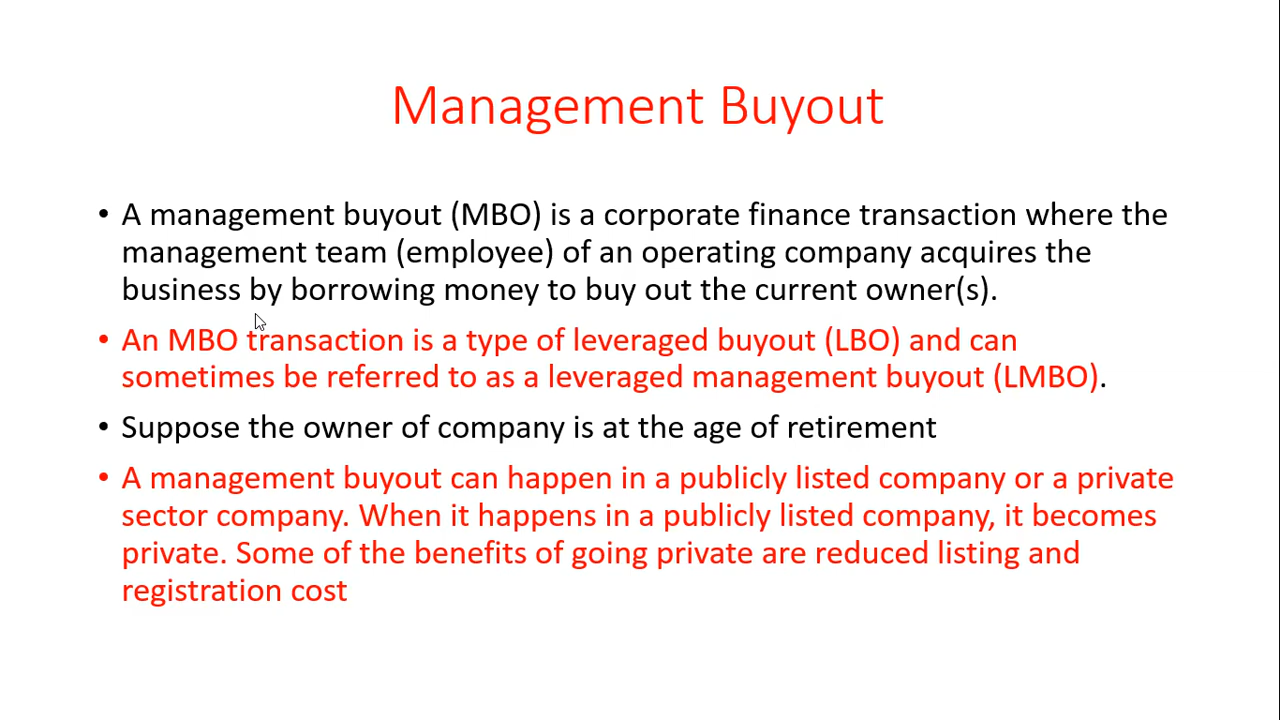 Management Buyout
• A management buyout (MBO) is a corporate finance transaction where the
management team (employee) of an operating company acquires the
business by borrowing money to buy out the current owner(s).
• An MBO transaction is a type of leveraged buyout (LBO) and can
sometimes be referred to as a leveraged management buyout (LMBO).
• Suppose the owner of company is at the age of retirement
• A management buyout can happen in a publicly listed company or a private
sector company. When it happens in a publicly listed company, it becomes
private. Some of the benefits of going private are reduced listing and
registration cost